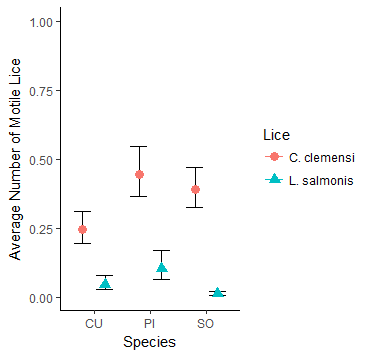 1.00
0.75
0.50
0.25
0.00
Average Number of Motile Lice
CU PI SO
Species
Lice
C. clemensi
L. salmonis